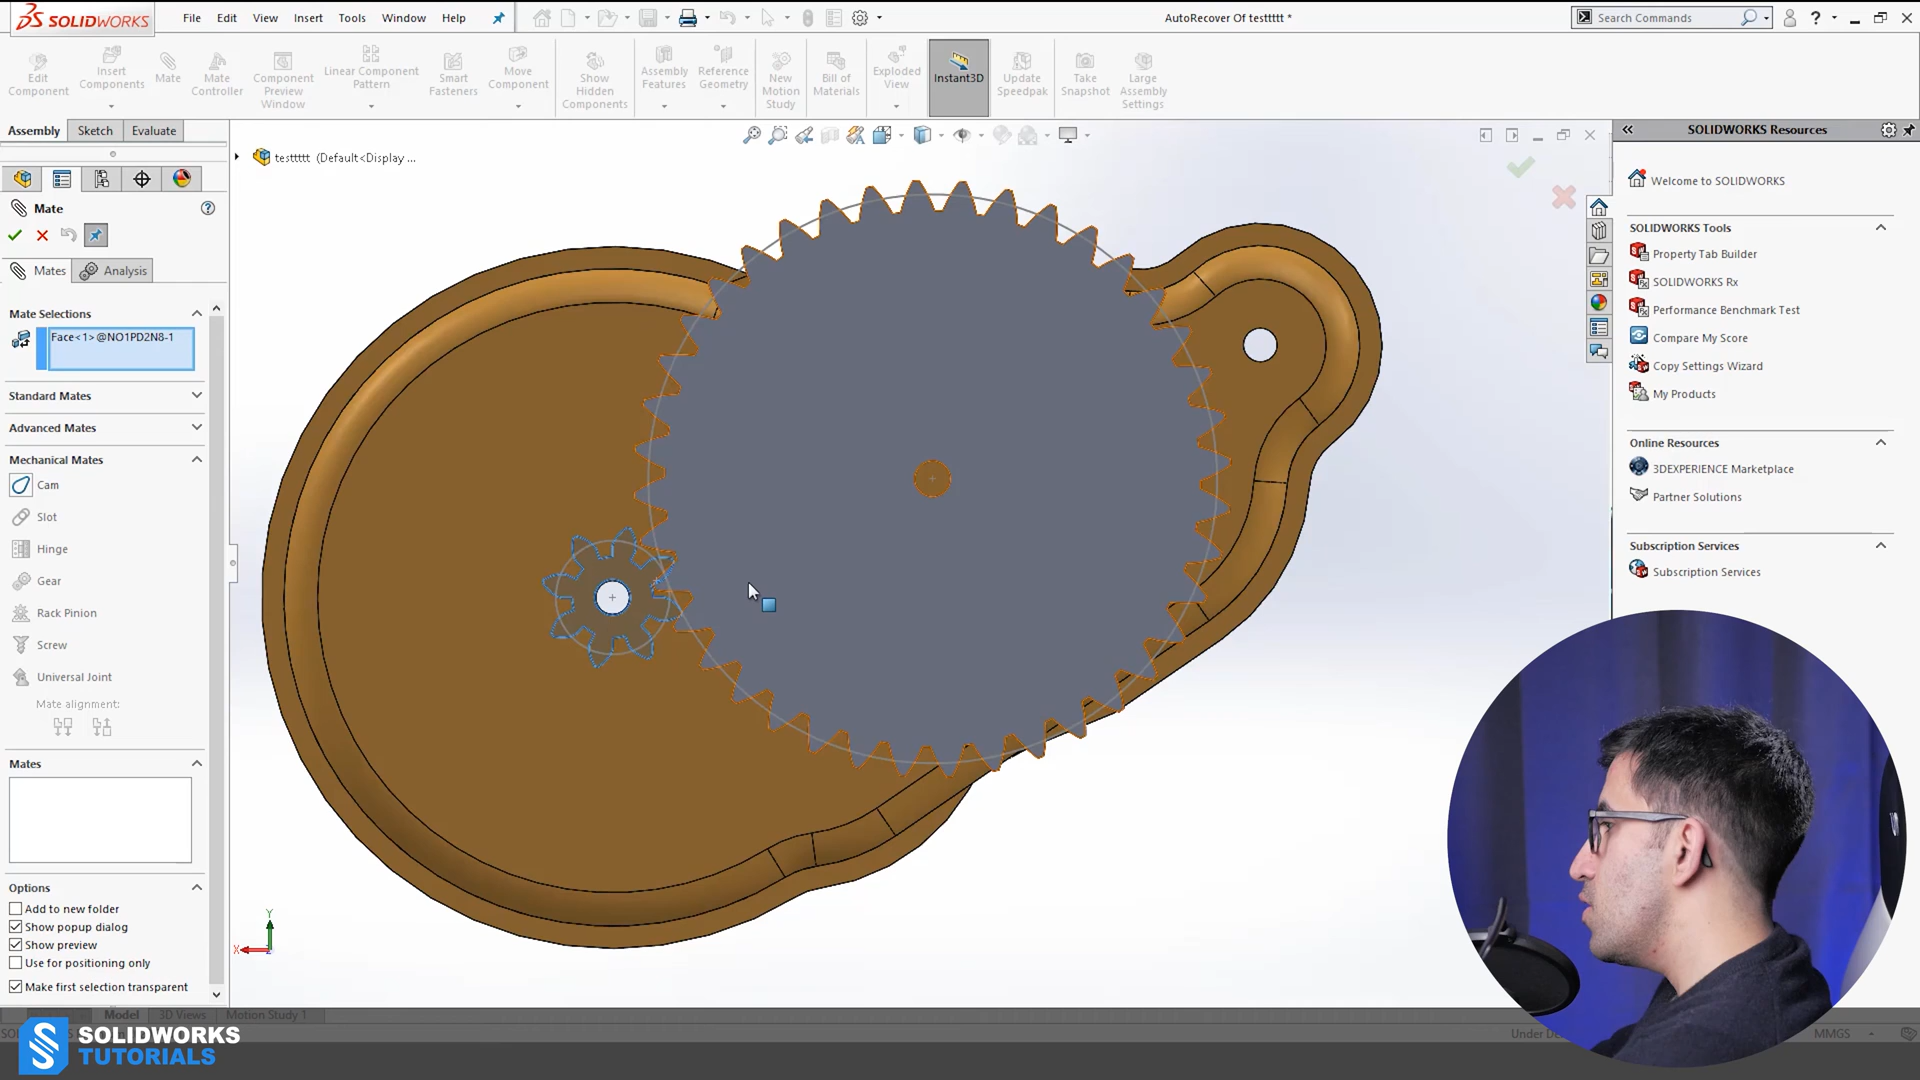 SOLIDWORKS
File Edit View Insert Tools Window Help
AutoRecover Of testtttt *
Search Commands
Edit Component
Insert Components
Mate
Mate Controller
Component Preview Window
Linear Component Pattern
Smart Fasteners
Move Component
Show Hidden Components
Assembly Features
Reference Geometry
New Motion Study
Bill of Materials
Exploded View
Instant3D
Update Speedpak
Take Snapshot
Large Assembly Settings
Assembly Sketch Evaluate
testtttt (Default<Display ...
Mate
Mates Analysis
Mate Selections
Face<1>@NO1PD2N8-1
Standard Mates
Advanced Mates
Mechanical Mates
Cam
Slot
Hinge
Gear
Rack Pinion
Screw
Universal Joint
Mate alignment:
Mates
Options
Add to new folder
Show popup dialog
Show preview
Use for positioning only
Make first selection transparent
Y
X
SOLIDWORKS Resources
Welcome to SOLIDWORKS
SOLIDWORKS Tools
Property Tab Builder
SOLIDWORKS Rx
Performance Benchmark Test
Compare My Score
Copy Settings Wizard
My Products
Online Resources
3DEXPERIENCE Marketplace
Partner Solutions
Subscription Services
Subscription Services
Model 3D Views Motion Study 1
MMGS
SOLIDWORKS
TUTORIALS